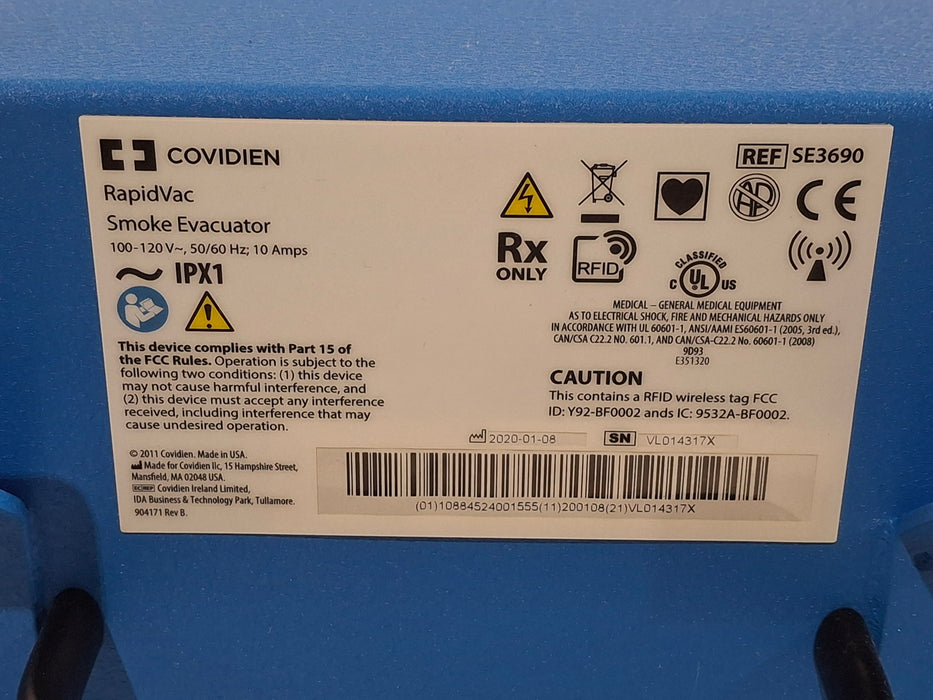 COVIDIEN
RapidVac
Smoke Evacuator
100-120 V~, 50/60 Hz; 10 Amps
IPX1
This device complies with Part 15 of
the FCC Rules. Operation is subject to the
following two conditions: (1) this device
may not cause harmful interference, and
(2) this device must accept any interference
received, including interference that may
cause undesired operation.
© 2011 Covidien. Made in USA.
Made for Covidien llc, 15 Hampshire Street,
Mansfield, MA 02048 USA.
EC REP Covidien Ireland Limited,
IDA Business & Technology Park, Tullamore.
904171 Rev B.
REF SE3690
CE
Rx
ONLY
RFID
CLASSIFIED
C UL US
MEDICAL – GENERAL MEDICAL EQUIPMENT
AS TO ELECTRICAL SHOCK, FIRE AND MECHANICAL HAZARDS ONLY
IN ACCORDANCE WITH UL 60601-1, ANSI/AAMI ES60601-1 (2005, 3rd ed.),
CAN/CSA C22.2 NO. 601.1, AND CAN/CSA-C22.2 No. 60601-1 (2008)
9D93
E351320
CAUTION
This contains a RFID wireless tag FCC
ID: Y92-BF0002 ands IC: 9532A-BF0002.
2020-01-08 SN VL014317X
(01)10884524001555(11)200108(21)VL014317X